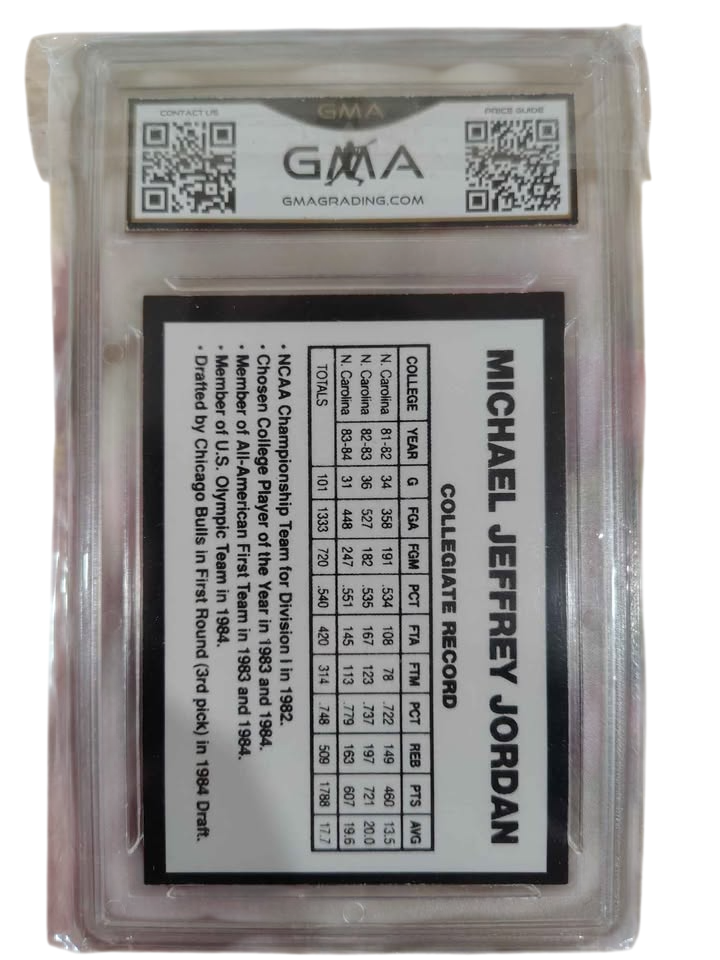 CONTACT US
GMA
PRICE GUIDE
GMA
GMAGRADING.COM
MICHAEL JEFFREY JORDAN
COLLEGIATE RECORD
COLLEGE YEAR G FGA FGM PCT FTA FTM PCT REB PTS AVG
N. Carolina 81-82 34 358 191 .534 108 78 .722 149 460 13.5
N. Carolina 82-83 36 527 182 .535 167 123 .737 197 721 20.0
N. Carolina 83-84 31 448 247 .551 145 113 .779 163 607 19.6
TOTALS 101 1333 720 .540 420 314 .748 509 1788 17.7
• NCAA Championship Team for Division I in 1982.
• Chosen College Player of the Year in 1983 and 1984.
• Member of All-American First Team in 1983 and 1984.
• Member of U.S. Olympic Team in 1984.
• Drafted by Chicago Bulls in First Round (3rd pick) in 1984 Draft.